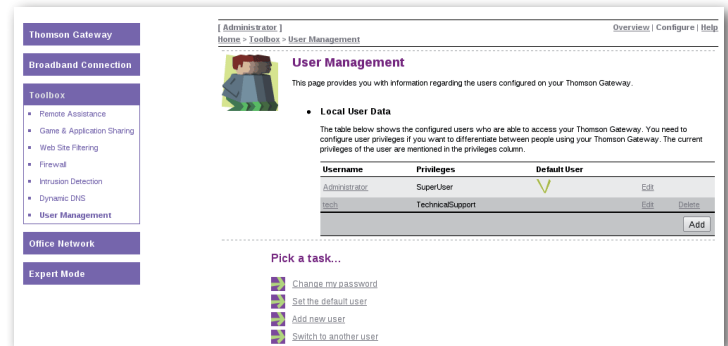 Thomson Gateway
Broadband Connection
Toolbox
Remote Assistance
Game & Application Sharing
Web Site Filtering
Firewall
Intrusion Detection
Dynamic DNS
User Management
Office Network
Expert Mode
[ Administrator ]
Overview | Configure | Help
Home > Toolbox > User Management
User Management
This page provides you with information regarding the users configured on your Thomson Gateway.
Local User Data
The table below shows the configured users who are able to access your Thomson Gateway. You need to
configure user privileges if you want to differentiate between people using your Thomson Gateway. The current
privileges of the user are mentioned in the privileges column.
Username Privileges Default User
Administrator SuperUser Edit
tech TechnicalSupport Edit Delete
Add
Pick a task...
Change my password
Set the default user
Add new user
Switch to another user